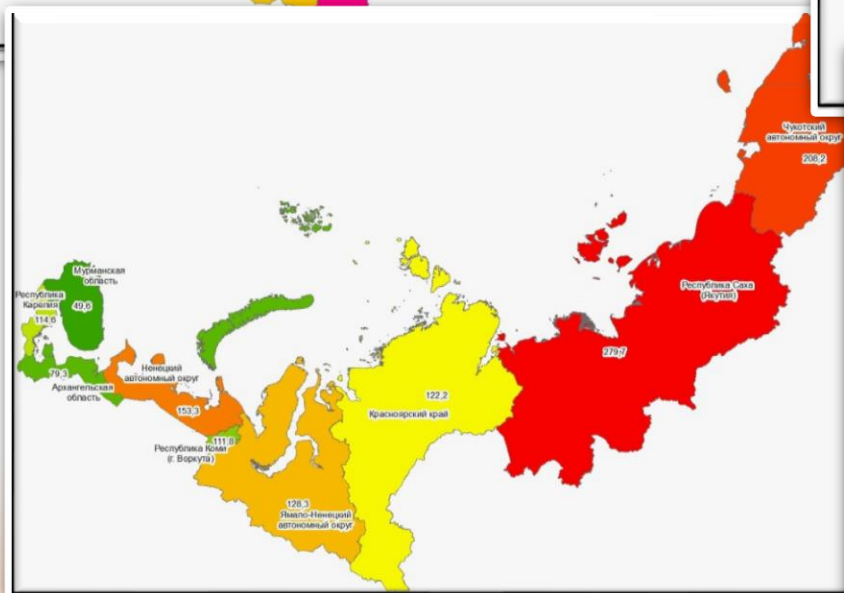 Чукотский
автономный округ
208,2
Мурманская
область
49,6
Республика
Карелия
114,6
Республика Саха
(Якутия)
279,7
79,3
Архангельская
область
Ненецкий
автономный округ
153,3
122,2
Красноярский край
111,8
Республика Коми
(г. Воркута)
128,3
Ямало-Ненецкий
автономный округ